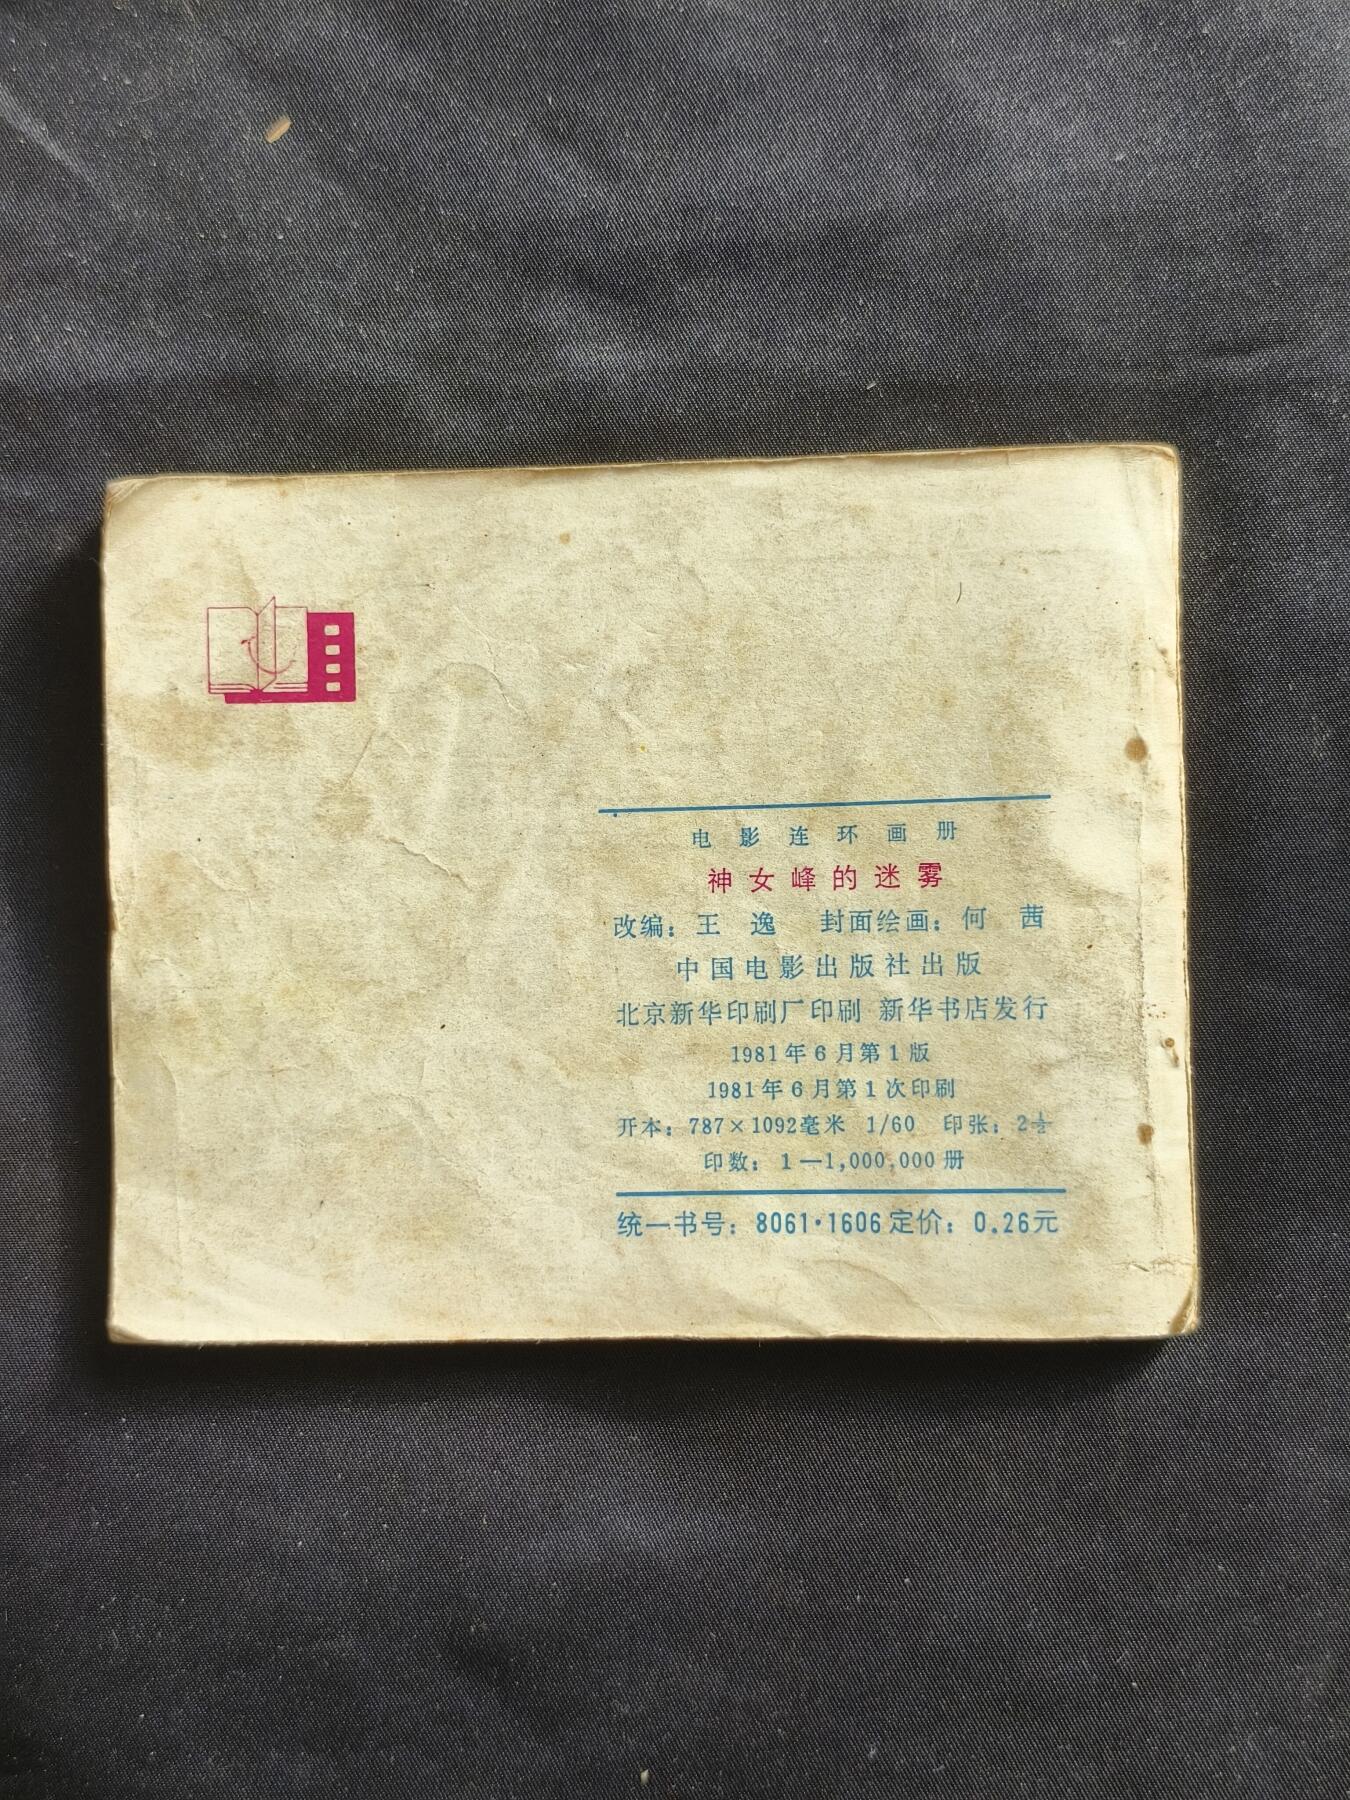 电影连环画册
神女峰的迷雾
改编：王 逸 封面绘画：何 茜
中国电影出版社出版
北京新华印刷厂印刷 新华书店发行
1981年6月第1版
1981年6月第1次印刷
开本：787×1092毫米 1/60 印张：2½
印数：1—1,000,000册
统一书号：8061·1606定价：0.26元